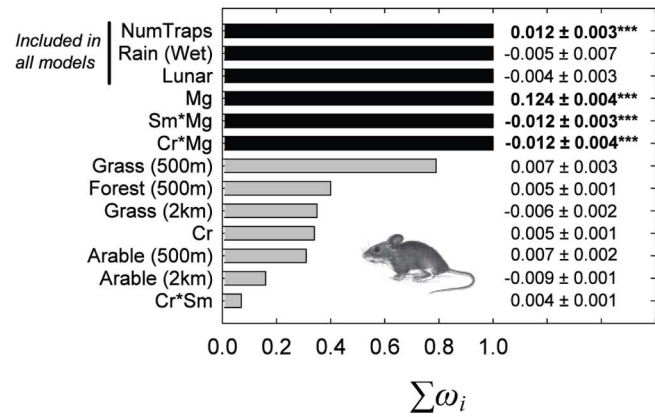 Included in
all models
NumTraps 0.012 ± 0.003***
Rain (Wet) -0.005 ± 0.007
Lunar -0.004 ± 0.003
Mg 0.124 ± 0.004***
Sm*Mg -0.012 ± 0.003***
Cr*Mg -0.012 ± 0.004***
Grass (500m) 0.007 ± 0.003
Forest (500m) 0.005 ± 0.001
Grass (2km) -0.006 ± 0.002
Cr 0.005 ± 0.001
Arable (500m) 0.007 ± 0.002
Arable (2km) -0.009 ± 0.001
Cr*Sm 0.004 ± 0.001
0.0 0.2 0.4 0.6 0.8 1.0
∑ωi